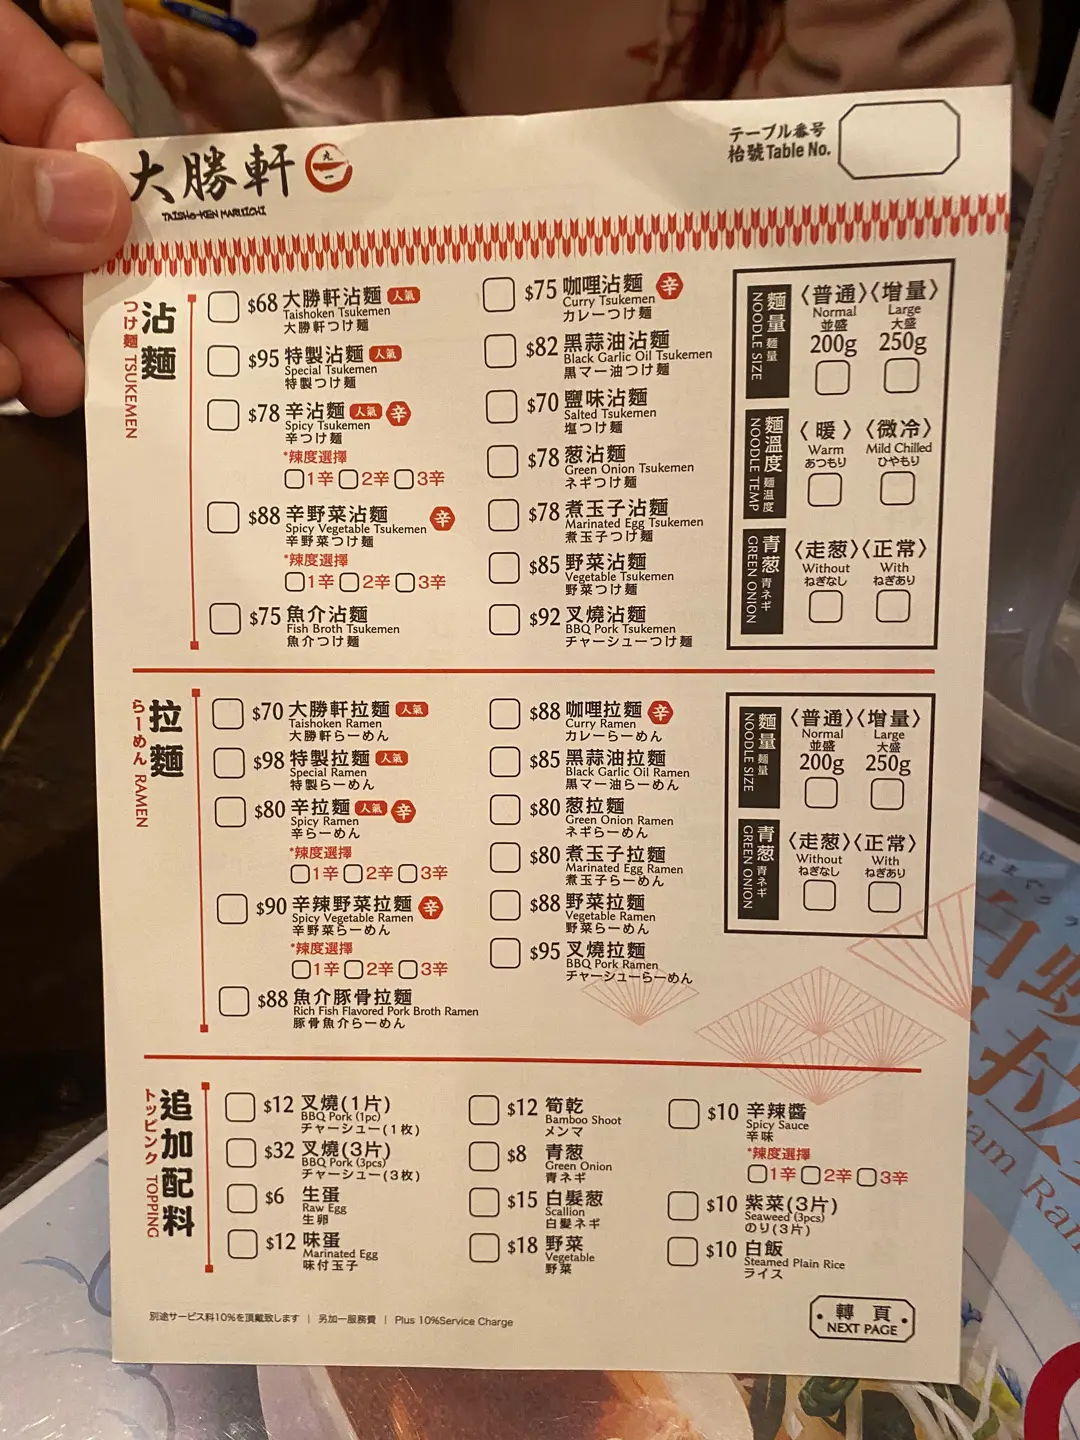 大勝軒 丸一
TAISHO-KEN MARUICHI
テーブル番号
枱號Table No.
沾麵
つけ麺 TSUKEMEN
$68 大勝軒沾麵 人氣
Taishoken Tsukemen
大勝軒つけ麺
$95 特製沾麵 人氣
Special Tsukemen
特製つけ麺
$78 辛沾麵 人氣 辛
Spicy Tsukemen
辛つけ麺
*辣度選擇
1辛 2辛 3辛
$88 辛野菜沾麵 辛
Spicy Vegetable Tsukemen
辛野菜つけ麺
*辣度選擇
1辛 2辛 3辛
$75 魚介沾麵
Fish Broth Tsukemen
魚介つけ麺
$75 咖喱沾麵 辛
Curry Tsukemen
カレーつけ麺
$82 黑蒜油沾麵
Black Garlic Oil Tsukemen
黒マー油つけ麺
$70 鹽味沾麵
Salted Tsukemen
塩つけ麺
$78 葱沾麵
Green Onion Tsukemen
ネギつけ麺
$78 煮玉子沾麵
Marinated Egg Tsukemen
煮玉子つけ麺
$85 野菜沾麵
Vegetable Tsukemen
野菜つけ麺
$92 叉燒沾麵
BBQ Pork Tsukemen
チャーシューつけ麺
麵量 麺量
NOODLE SIZE
〈普通〉〈增量〉
Normal Large
並盛 大盛
200g 250g
麵溫度 麺温度
NOODLE TEMP
〈暖〉〈微冷〉
Warm Mild Chilled
あつもり ひやもり
青葱 青ネギ
GREEN ONION
〈走葱〉〈正常〉
Without With
ねぎなし ねぎあり
拉麵
らーめん RAMEN
$70 大勝軒拉麵 人氣
Taishoken Ramen
大勝軒らーめん
$98 特製拉麵 人氣
Special Ramen
特製らーめん
$80 辛拉麵 人氣 辛
Spicy Ramen
辛らーめん
*辣度選擇
1辛 2辛 3辛
$90 辛辣野菜拉麵 辛
Spicy Vegetable Ramen
辛野菜らーめん
*辣度選擇
1辛 2辛 3辛
$88 魚介豚骨拉麵
Rich Fish Flavored Pork Broth Ramen
豚骨魚介らーめん
$88 咖喱拉麵 辛
Curry Ramen
カレーらーめん
$85 黑蒜油拉麵
Black Garlic Oil Ramen
黒マー油らーめん
$80 葱拉麵
Green Onion Ramen
ネギらーめん
$80 煮玉子拉麵
Marinated Egg Ramen
煮玉子らーめん
$88 野菜拉麵
Vegetable Ramen
野菜らーめん
$95 叉燒拉麵
BBQ Pork Ramen
チャーシューらーめん
麵量 麺量
NOODLE SIZE
〈普通〉〈增量〉
Normal Large
並盛 大盛
200g 250g
青葱 青ネギ
GREEN ONION
〈走葱〉〈正常〉
Without With
ねぎなし ねぎあり
追加配料
トッピング TOPPING
$12 叉燒(1片)
BBQ Pork (1pc)
チャーシュー(1枚)
$32 叉燒(3片)
BBQ Pork (3pcs)
チャーシュー(3枚)
$6 生蛋
Raw Egg
生卵
$12 味蛋
Marinated Egg
味付玉子
$12 筍乾
Bamboo Shoot
メンマ
$8 青葱
Green Onion
青ネギ
$15 白髮葱
Scallion
白髪ネギ
$18 野菜
Vegetable
野菜
$10 辛辣醬
Spicy Sauce
辛味
*辣度選擇
1辛 2辛 3辛
$10 紫菜(3片)
Seaweed (3pcs)
のり(3片)
$10 白飯
Steamed Plain Rice
ライス
別途サービス料10%を頂戴致します | 另加一服務費 | Plus 10%Service Charge
轉頁
NEXT PAGE